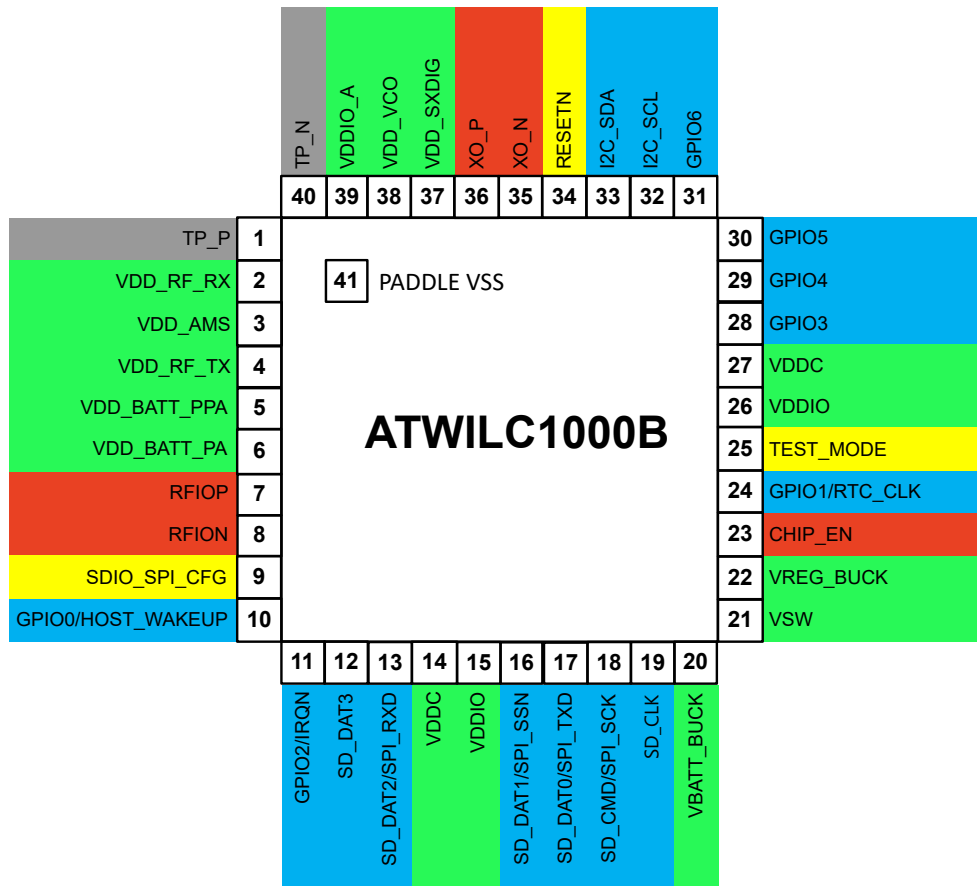 TP_N
VDDIO_A
VDD_VCO
VDD_SXDIG
XO_P
XO_N
RESETN
I2C_SDA
I2C_SCL
GPIO6
40 39 38 37 36 35 34 33 32 31
TP_P 1
VDD_RF_RX 2
VDD_AMS 3
VDD_RF_TX 4
VDD_BATT_PPA 5
VDD_BATT_PA 6
RFIOP 7
RFION 8
SDIO_SPI_CFG 9
GPIO0/HOST_WAKEUP 10
41 PADDLE VSS
ATWILC1000B
30 GPIO5
29 GPIO4
28 GPIO3
27 VDDC
26 VDDIO
25 TEST_MODE
24 GPIO1/RTC_CLK
23 CHIP_EN
22 VREG_BUCK
21 VSW
11 12 13 14 15 16 17 18 19 20
GPIO2/IRQN
SD_DAT3
SD_DAT2/SPI_RXD
VDDC
VDDIO
SD_DAT1/SPI_SSN
SD_DAT0/SPI_TXD
SD_CMD/SPI_SCK
SD_CLK
VBATT_BUCK